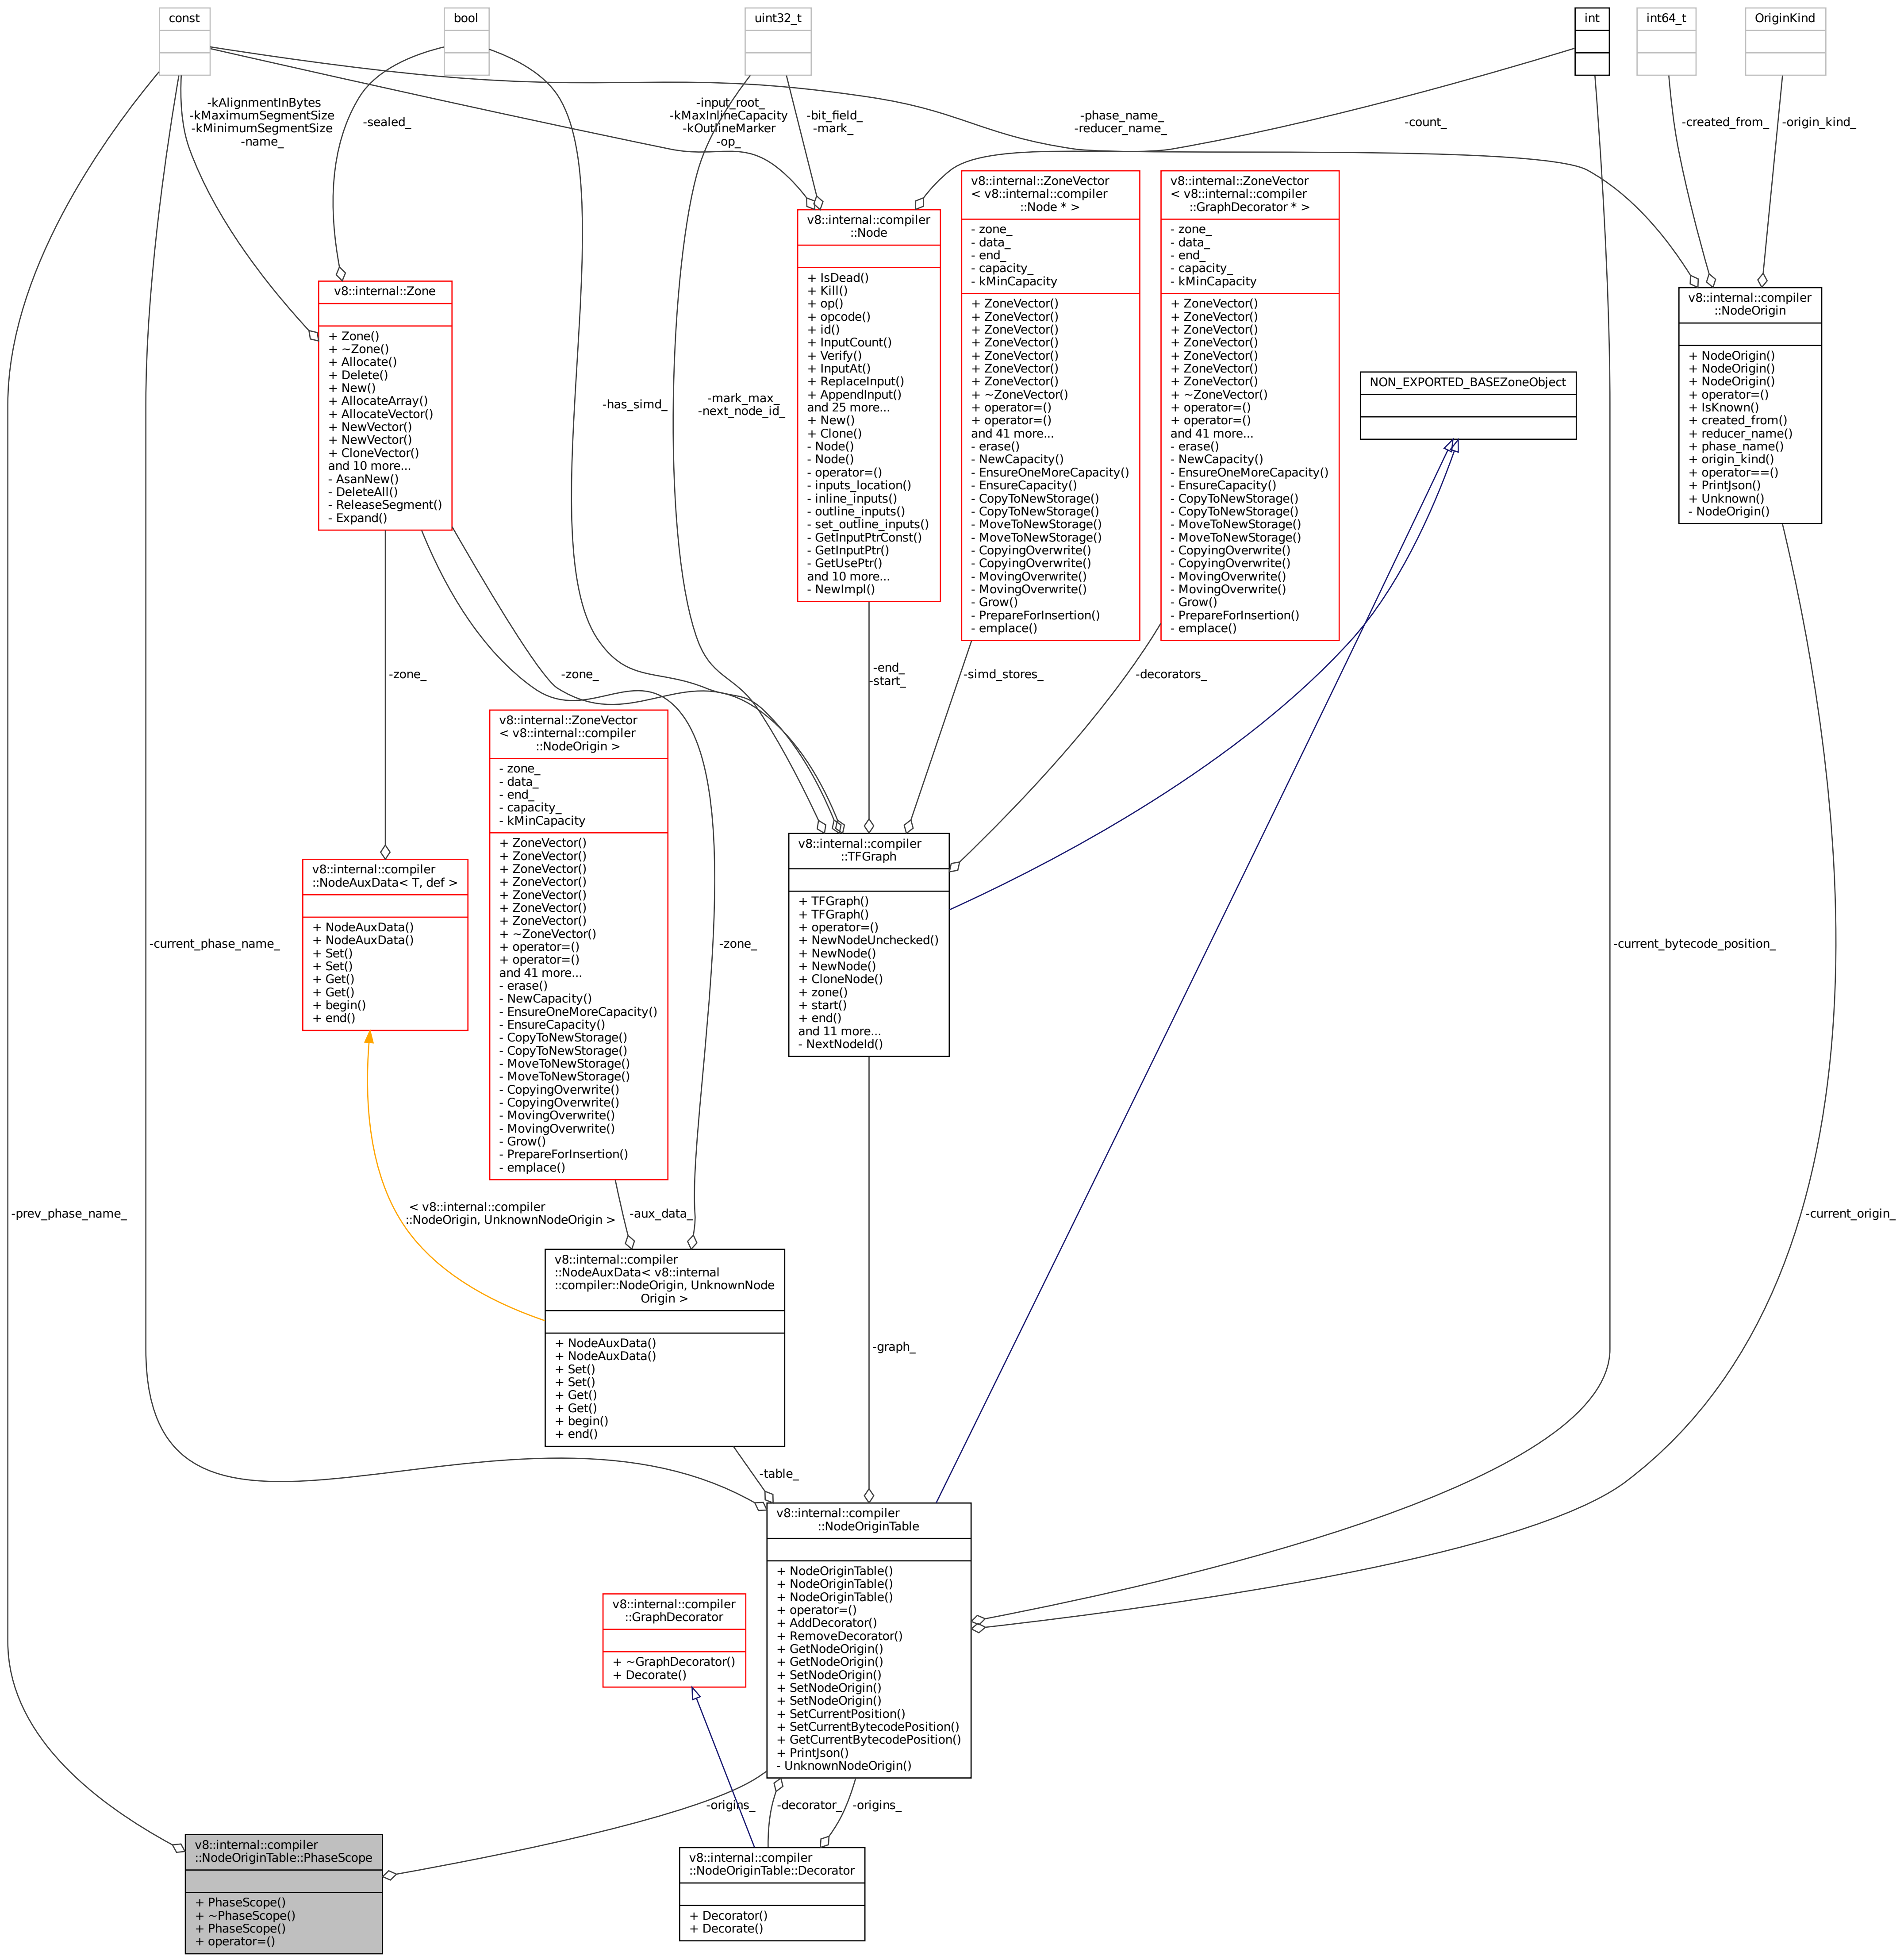 const
bool
uint32_t
int
int64_t
OriginKind
-kAlignmentInBytes
-kMaximumSegmentSize
-kMinimumSegmentSize
-name_
-sealed_
-input_root_
-kMaxInlineCapacity
-kOutlineMarker
-op_
-bit_field_
-mark_
-phase_name_
-reducer_name_
-count_
-created_from_
-origin_kind_
v8::internal::Zone
+ Zone()
+ ~Zone()
+ Allocate()
+ Delete()
+ New()
+ AllocateArray()
+ AllocateVector()
+ NewVector()
+ NewVector()
+ CloneVector()
and 10 more...
- AsanNew()
- DeleteAll()
- ReleaseSegment()
- Expand()
-has_simd_
-mark_max_
-next_node_id_
v8::internal::compiler
::Node
+ IsDead()
+ Kill()
+ op()
+ opcode()
+ id()
+ InputCount()
+ Verify()
+ InputAt()
+ ReplaceInput()
+ AppendInput()
and 25 more...
+ New()
+ Clone()
- Node()
- Node()
- operator=()
- inputs_location()
- inline_inputs()
- outline_inputs()
- set_outline_inputs()
- GetInputPtrConst()
- GetInputPtr()
- GetUsePtr()
and 10 more...
- NewImpl()
v8::internal::ZoneVector
< v8::internal::compiler
::Node * >
- zone_
- data_
- end_
- capacity_
- kMinCapacity
+ ZoneVector()
+ ZoneVector()
+ ZoneVector()
+ ZoneVector()
+ ZoneVector()
+ ZoneVector()
+ ZoneVector()
+ ~ZoneVector()
+ operator=()
+ operator=()
and 41 more...
- erase()
- NewCapacity()
- EnsureOneMoreCapacity()
- EnsureCapacity()
- CopyToNewStorage()
- CopyToNewStorage()
- MoveToNewStorage()
- MoveToNewStorage()
- CopyingOverwrite()
- CopyingOverwrite()
- MovingOverwrite()
- MovingOverwrite()
- Grow()
- PrepareForInsertion()
- emplace()
v8::internal::ZoneVector
< v8::internal::compiler
::GraphDecorator * >
- zone_
- data_
- end_
- capacity_
- kMinCapacity
+ ZoneVector()
+ ZoneVector()
+ ZoneVector()
+ ZoneVector()
+ ZoneVector()
+ ZoneVector()
+ ZoneVector()
+ ~ZoneVector()
+ operator=()
+ operator=()
and 41 more...
- erase()
- NewCapacity()
- EnsureOneMoreCapacity()
- EnsureCapacity()
- CopyToNewStorage()
- CopyToNewStorage()
- MoveToNewStorage()
- MoveToNewStorage()
- CopyingOverwrite()
- CopyingOverwrite()
- MovingOverwrite()
- MovingOverwrite()
- Grow()
- PrepareForInsertion()
- emplace()
NON_EXPORTED_BASEZoneObject
v8::internal::compiler
::NodeOrigin
+ NodeOrigin()
+ NodeOrigin()
+ NodeOrigin()
+ operator=()
+ IsKnown()
+ created_from()
+ reducer_name()
+ phase_name()
+ origin_kind()
+ operator==()
+ PrintJson()
+ Unknown()
- NodeOrigin()
-zone_
-zone_
-end_
-start_
-simd_stores_
-decorators_
v8::internal::ZoneVector
< v8::internal::compiler
::NodeOrigin >
- zone_
- data_
- end_
- capacity_
- kMinCapacity
+ ZoneVector()
+ ZoneVector()
+ ZoneVector()
+ ZoneVector()
+ ZoneVector()
+ ZoneVector()
+ ZoneVector()
+ ~ZoneVector()
+ operator=()
+ operator=()
and 41 more...
- erase()
- NewCapacity()
- EnsureOneMoreCapacity()
- EnsureCapacity()
- CopyToNewStorage()
- CopyToNewStorage()
- MoveToNewStorage()
- MoveToNewStorage()
- CopyingOverwrite()
- CopyingOverwrite()
- MovingOverwrite()
- MovingOverwrite()
- Grow()
- PrepareForInsertion()
- emplace()
v8::internal::compiler
::NodeAuxData< T, def >
+ NodeAuxData()
+ NodeAuxData()
+ Set()
+ Set()
+ Get()
+ Get()
+ begin()
+ end()
v8::internal::compiler
::TFGraph
+ TFGraph()
+ TFGraph()
+ operator=()
+ NewNodeUnchecked()
+ NewNode()
+ NewNode()
+ CloneNode()
+ zone()
+ start()
+ end()
and 11 more...
- NextNodeId()
-current_phase_name_
-zone_
-current_bytecode_position_
-prev_phase_name_
< v8::internal::compiler
::NodeOrigin, UnknownNodeOrigin >
-aux_data_
-current_origin_
v8::internal::compiler
::NodeAuxData< v8::internal
::compiler::NodeOrigin, UnknownNode
Origin >
+ NodeAuxData()
+ NodeAuxData()
+ Set()
+ Set()
+ Get()
+ Get()
+ begin()
+ end()
-graph_
-table_
v8::internal::compiler
::NodeOriginTable
+ NodeOriginTable()
+ NodeOriginTable()
+ NodeOriginTable()
+ operator=()
+ AddDecorator()
+ RemoveDecorator()
+ GetNodeOrigin()
+ GetNodeOrigin()
+ SetNodeOrigin()
+ SetNodeOrigin()
+ SetNodeOrigin()
+ SetCurrentPosition()
+ SetCurrentBytecodePosition()
+ GetCurrentBytecodePosition()
+ PrintJson()
- UnknownNodeOrigin()
v8::internal::compiler
::GraphDecorator
+ ~GraphDecorator()
+ Decorate()
-origins_
-decorator_
-origins_
v8::internal::compiler
::NodeOriginTable::PhaseScope
+ PhaseScope()
+ ~PhaseScope()
+ PhaseScope()
+ operator=()
v8::internal::compiler
::NodeOriginTable::Decorator
+ Decorator()
+ Decorate()